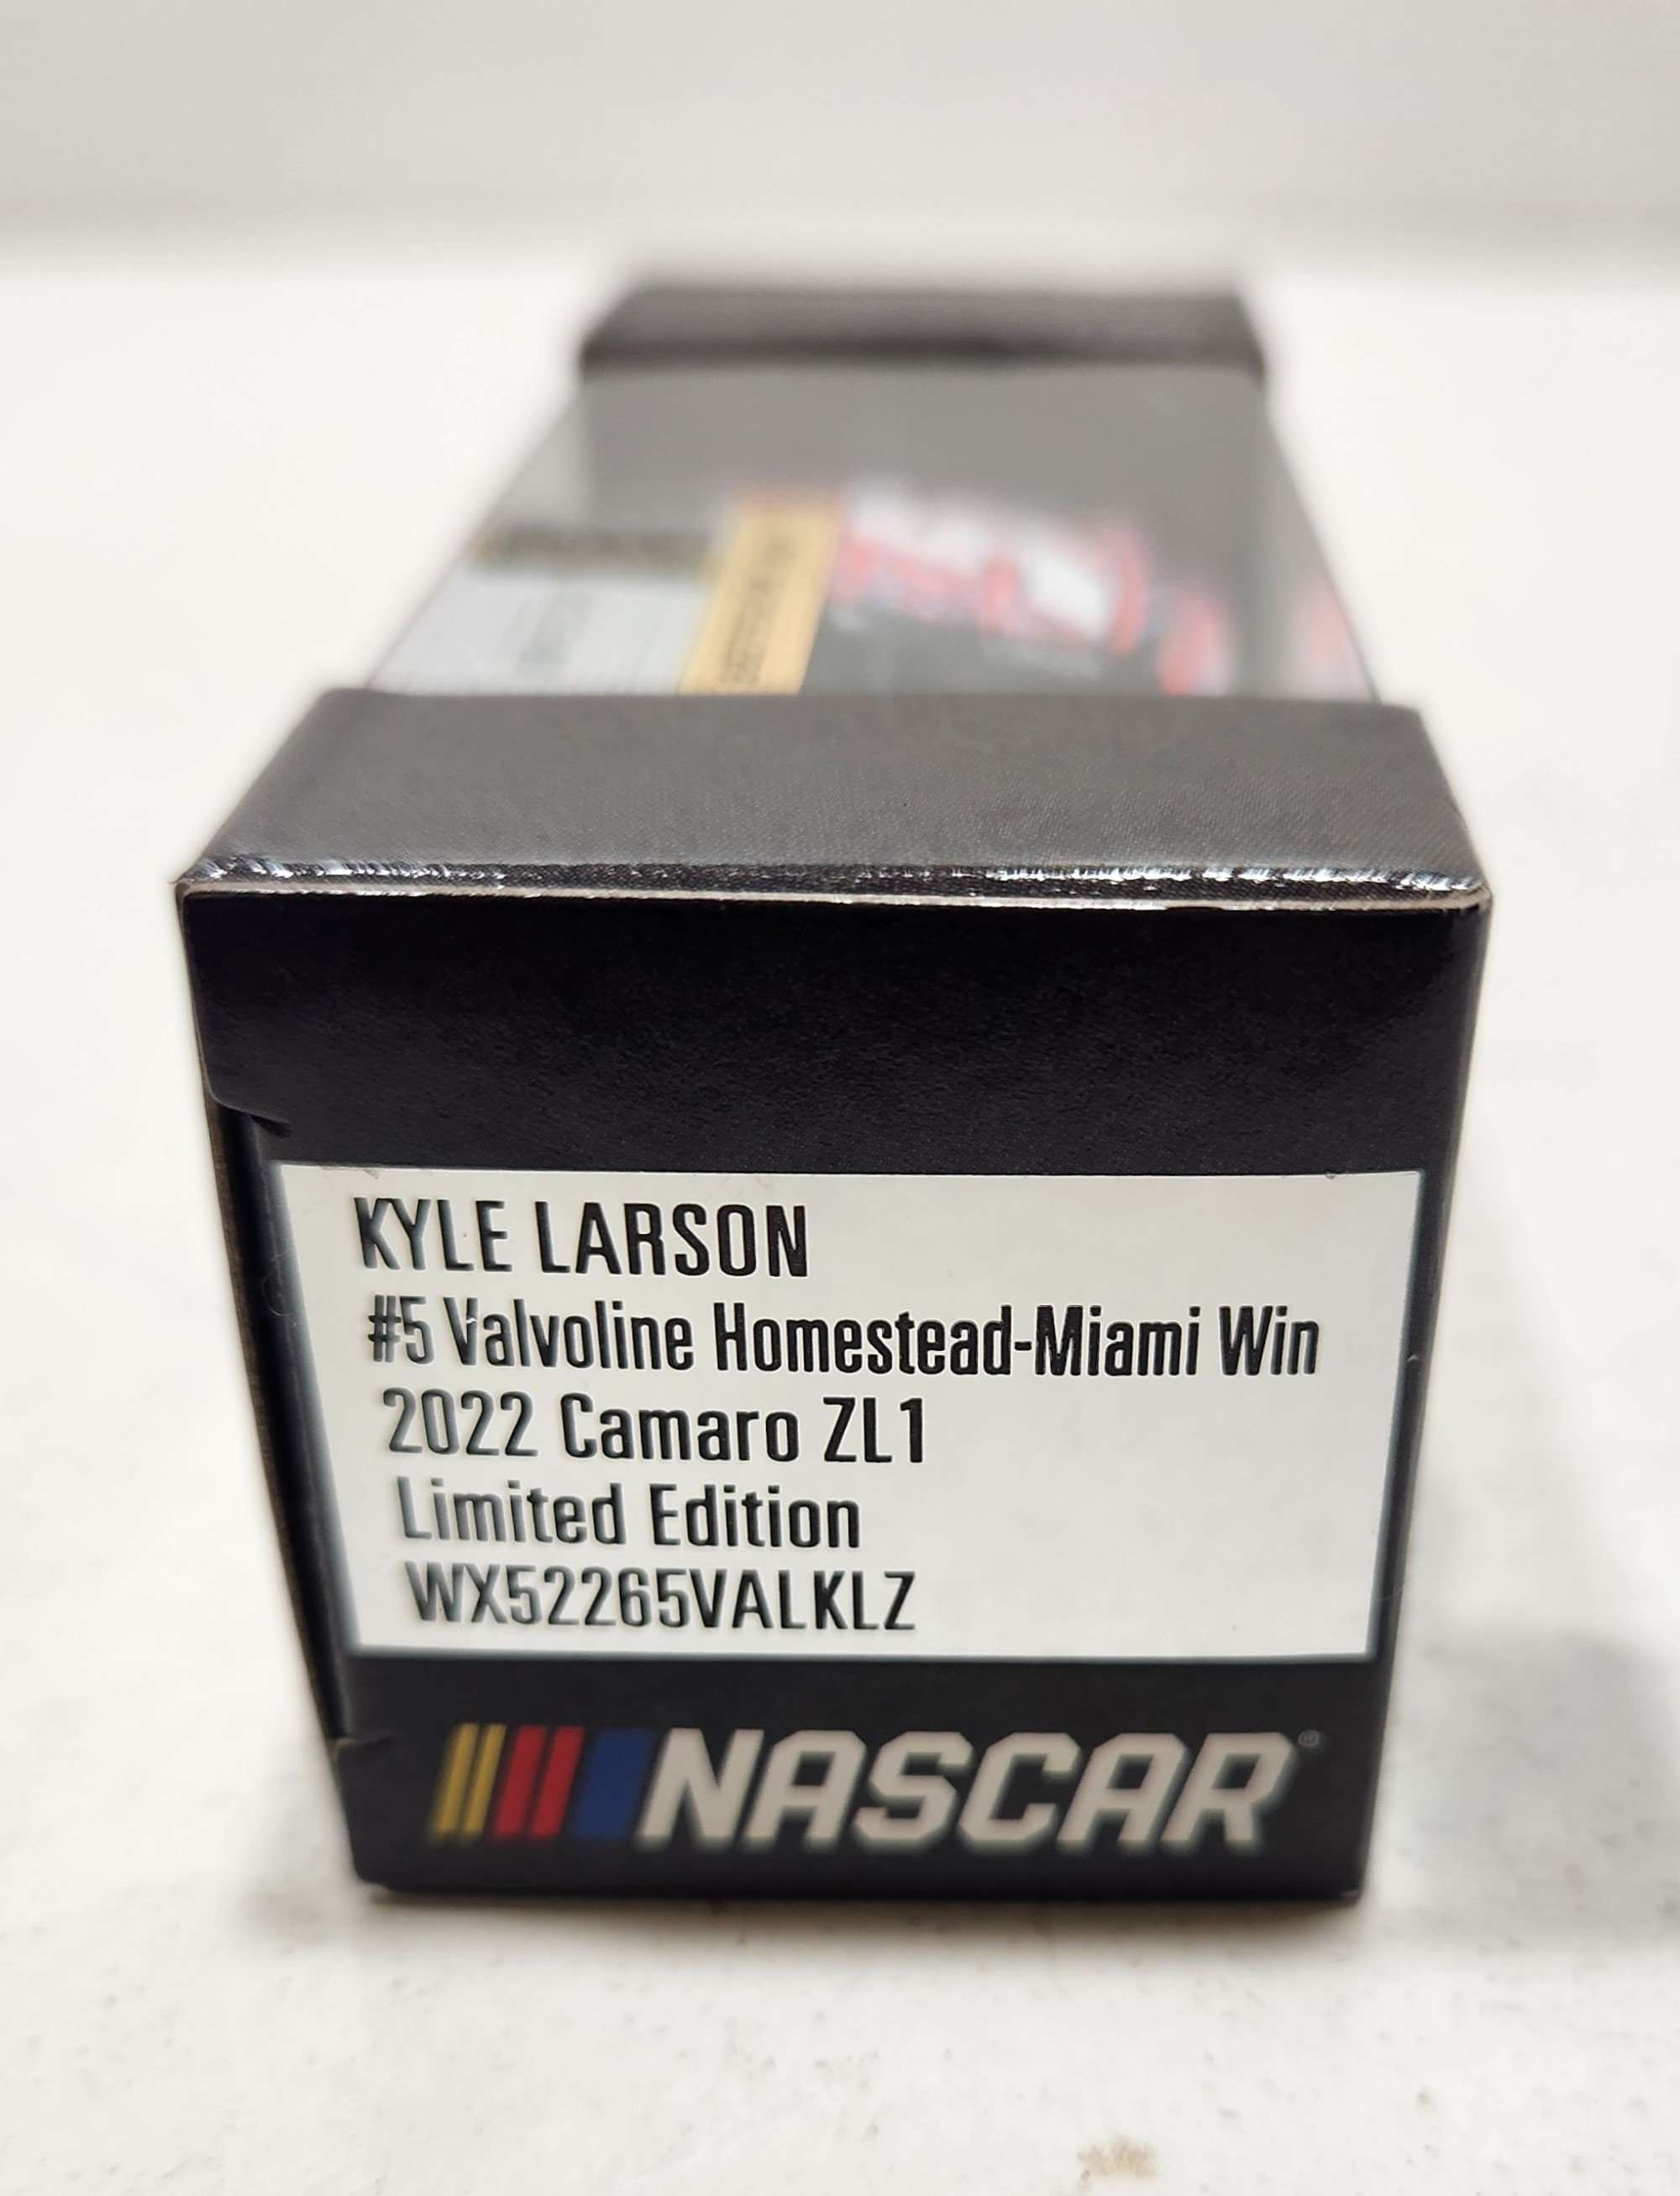 KYLE LARSON
#5 Valvoline Homestead-Miami Win
2022 Camaro ZL1
Limited Edition
WX52265VALKLZ
NASCAR®